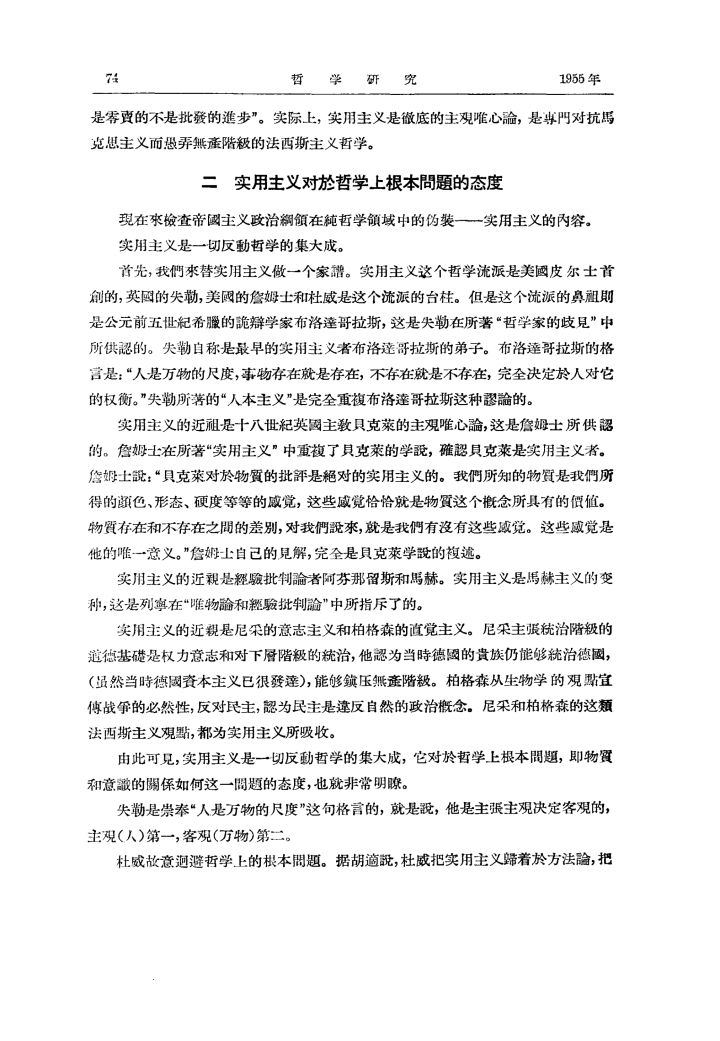 74 哲 学 研 究 1955年
是零賣的不是批發的進步”。实际上，实用主义是徹底的主观唯心論，是專門对抗馬
克思主义而愚弄無產階級的法西斯主义哲学。
二 实用主义对於哲学上根本問題的态度
現在來檢查帝國主义政治綱領在純哲学領域中的伪裝——实用主义的內容。
实用主义是一切反動哲学的集大成。
首先，我們來替实用主义做一个家譜。实用主义这个哲学流派是美國皮尔士首
創的，英國的失勒，美國的詹姆士和杜威是这个流派的台柱。但是这个流派的鼻祖則
是公元前五世紀希臘的詭辯学家布洛達哥拉斯，这是失勒在所著“哲学家的歧見”中
所供認的。失勒自称是最早的实用主义者布洛達哥拉斯的弟子。布洛達哥拉斯的格
言是：“人是万物的尺度，事物存在就是存在，不存在就是不存在，完全决定於人对它
的权衡。”失勒所著的“人本主义”是完全重複布洛達哥拉斯这种謬論的。
实用主义的近祖是十八世紀英國主敎貝克萊的主观唯心論，这是詹姆士所供認
的。詹姆士在所著“实用主义”中重複了貝克萊的学說，確認貝克萊是实用主义者。
詹姆士說：“貝克萊对於物質的批評是絕对的实用主义的。我們所知的物質是我們所
得的顏色、形态、硬度等等的感覚，这些感覚恰恰就是物質这个槪念所具有的價値。
物質存在和不存在之間的差别，对我們說來，就是我們有沒有这些感覚。这些感覚是
他的唯一意义。”詹姆士自己的見解，完全是貝克萊学說的複述。
实用主义的近親是經驗批判論者阿芬那留斯和馬赫。实用主义是馬赫主义的变
种，这是列寧在“唯物論和經驗批判論”中所指斥了的。
实用主义的近親是尼采的意志主义和柏格森的直覚主义。尼采主張統治階級的
道德基礎是权力意志和对下層階級的統治，他認为当時德國的貴族仍能够統治德國，
（虽然当時德國資本主义已很發達），能够鎭压無產階級。柏格森从生物学的观點宣
傳战爭的必然性，反对民主，認为民主是違反自然的政治槪念。尼采和柏格森的这類
法西斯主义观點，都为实用主义所吸收。
由此可見，实用主义是一切反動哲学的集大成，它对於哲学上根本問題，即物質
和意識的關係如何这一問題的态度，也就非常明瞭。
失勒是崇奉“人是万物的尺度”这句格言的，就是說，他是主張主观决定客观的，
主观（人）第一，客观（万物）第二。
杜威故意迴避哲学上的根本問題。据胡適說，杜威把实用主义歸着於方法論，把